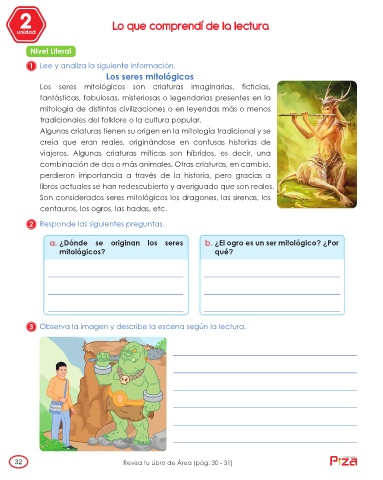 2
unidad
Lo que comprendí de la lectura
Nivel Literal
1 Lee y analiza la siguiente información.
Los seres mitológicos
Los seres mitológicos son criaturas imaginarias, ficticias,
fantásticas, fabulosas, misteriosas o legendarias presentes en la
mitología de distintas civilizaciones o en leyendas más o menos
tradicionales del folklore o la cultura popular.
Algunas criaturas tienen su origen en la mitología tradicional y se
creía que eran reales, originándose en confusas historias de
viajeros. Algunas criaturas míticas son híbridos, es decir, una
combinación de dos o más animales. Otras criaturas, en cambio,
perdieron importancia a través de la historia, pero gracias a
libros actuales se han redescubierto y averiguado que son reales.
Son considerados seres mitológicos los dragones, las sirenas, los
centauros, los ogros, las hadas, etc.
2 Responde las siguientes preguntas.
a. ¿Dónde se originan los seres
mitológicos?
b. ¿El ogro es un ser mitológico? ¿Por
qué?
3 Observa la imagen y describe la escena según la lectura.
32
Revisa tu Libro de Área (pág. 30 - 31)